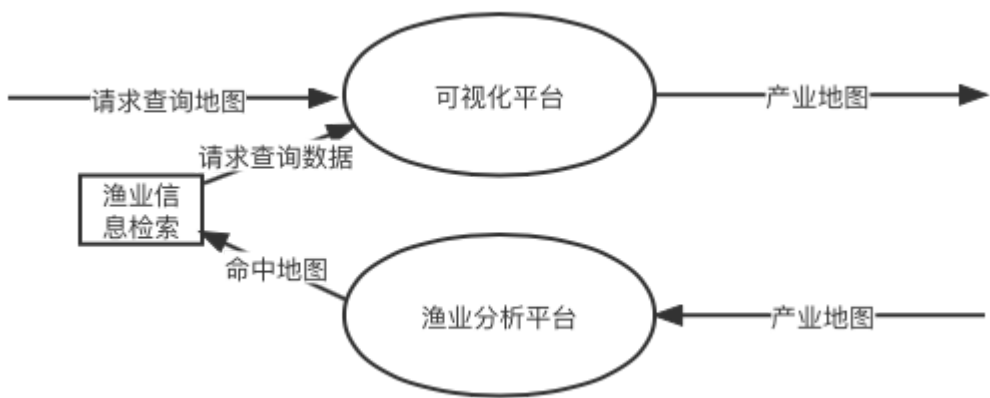 请求查询地图
可视化平台
产业地图
请求查询数据
渔业信
息检索
命中地图
渔业分析平台
产业地图